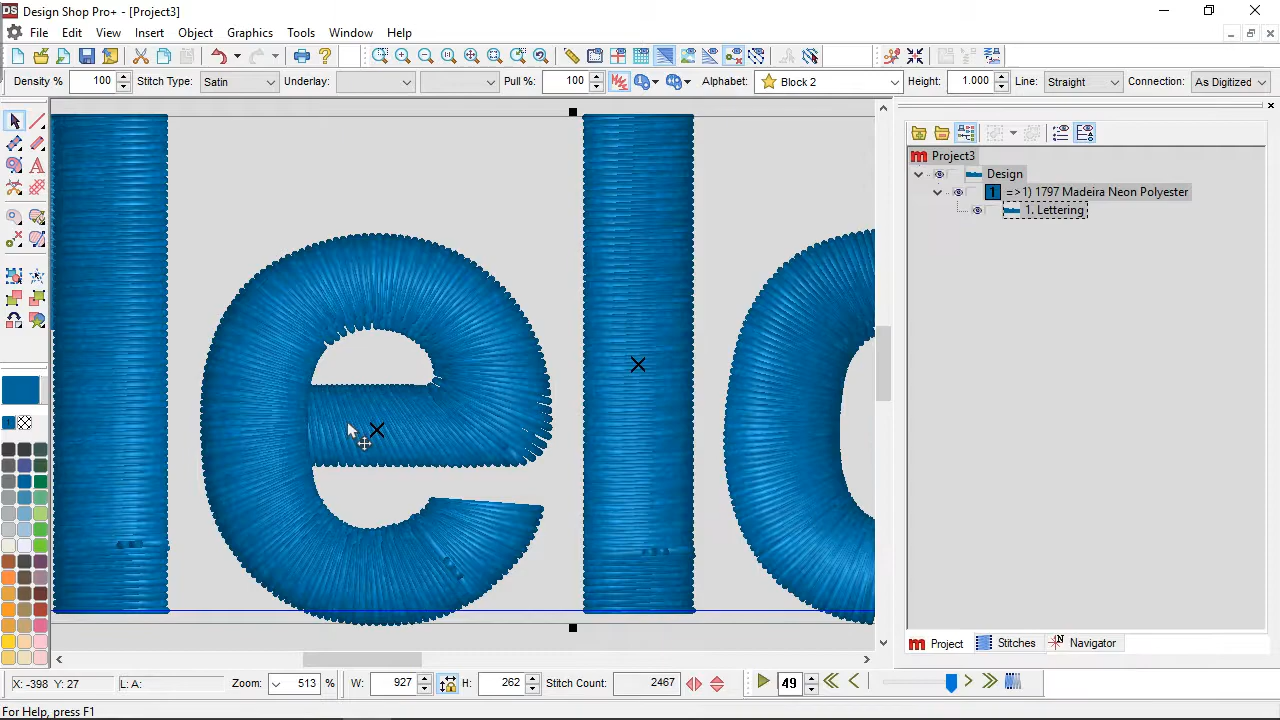 DS Design Shop Pro+ - [Project3]
File Edit View Insert Object Graphics Tools Window Help
Density % 100 Stitch Type Satin Underlay: Pull %: 100 Alphabet: Block 2 Height: 1.000 Line: Straight Connection: As Digitized
Project3
Design
1 =>1) 1797 Madeira Neon Polyester
1. Lettering
elo
Project Stitches Navigator
X: -398 Y: 27 L: A: Zoom: 513 % W: 927 H: 262 Stitch Count: 2467 49
For Help, press F1